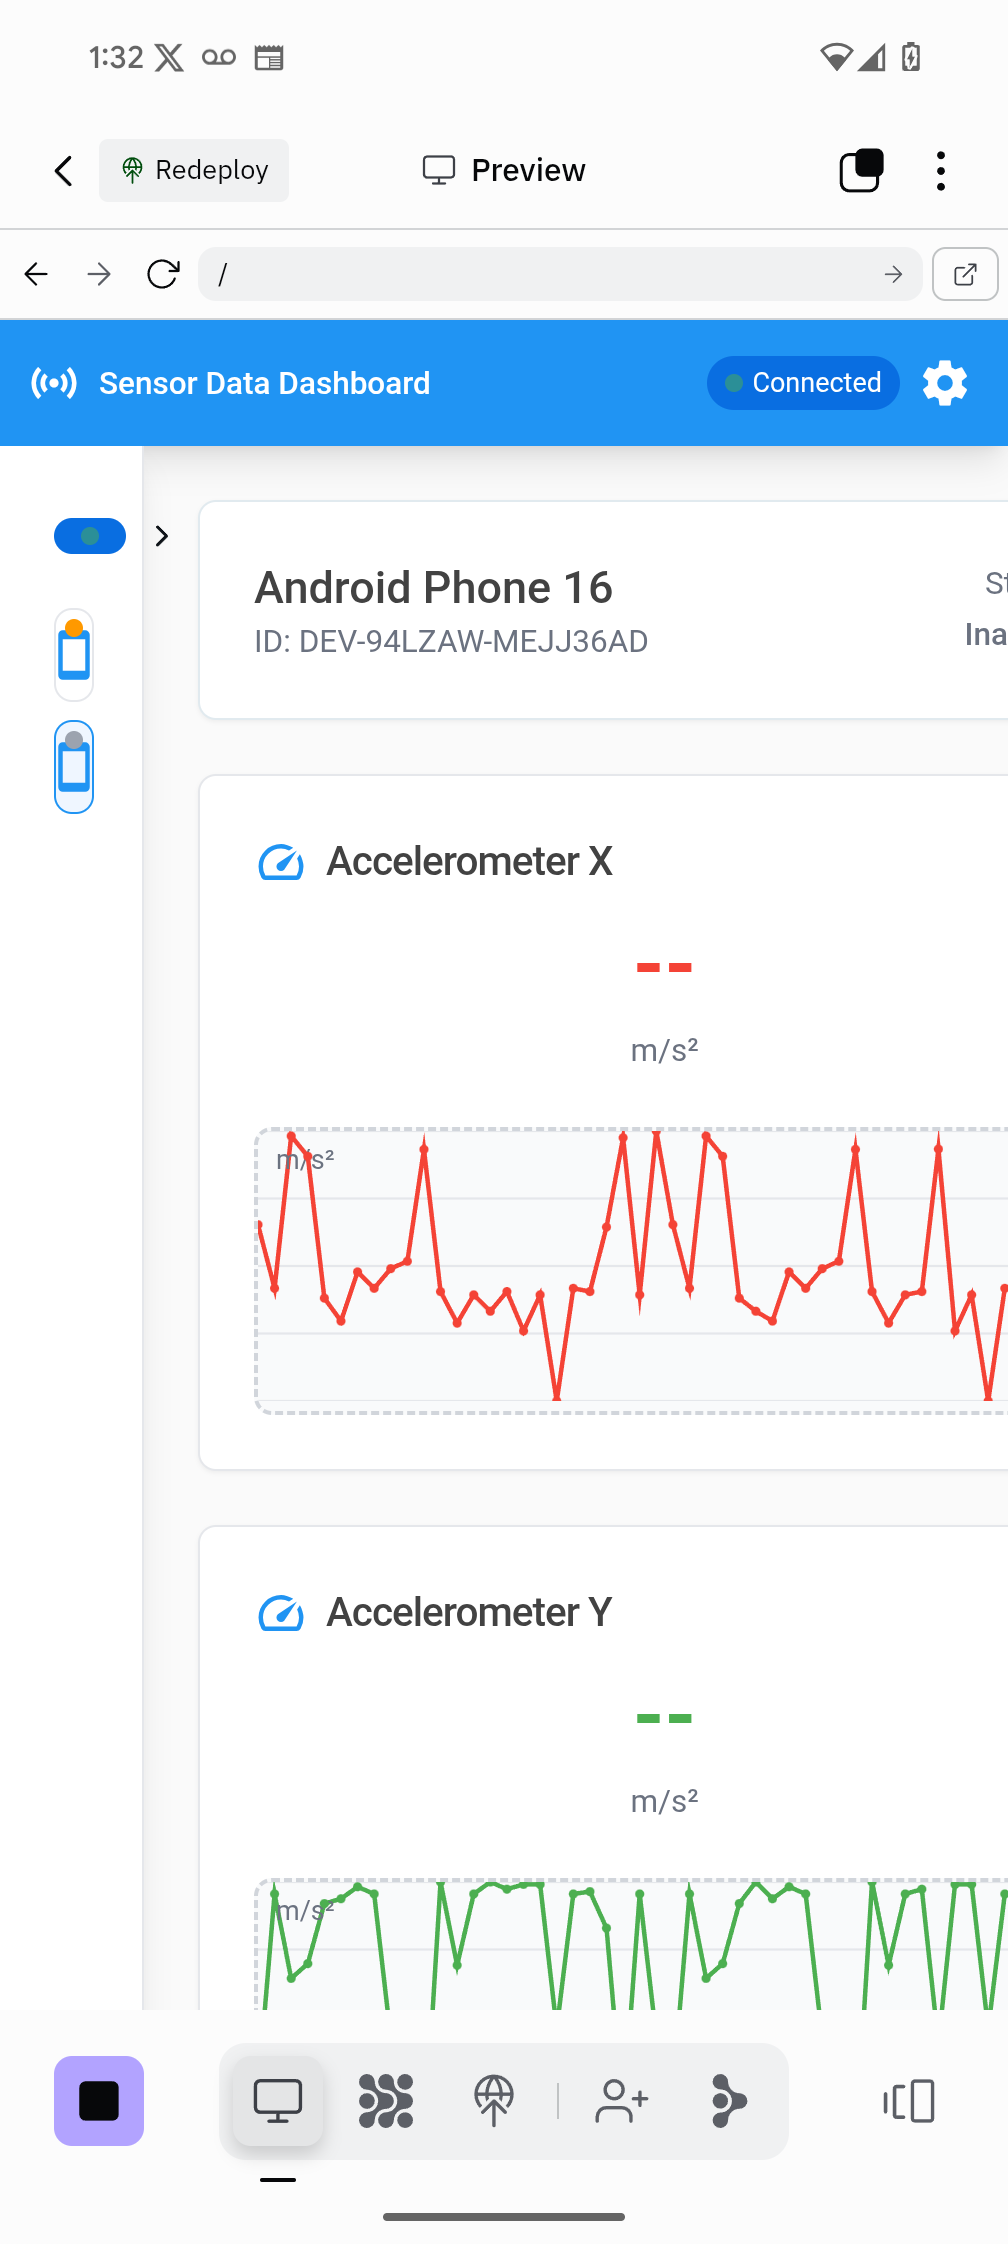 1:32
Redeploy
Preview
/
Sensor Data Dashboard
Connected
Android Phone 16
ID: DEV-94LZAW-MEJJ36AD
St
Ina
Accelerometer X
--
m/s²
m/s²
Accelerometer Y
--
m/s²
m/s²